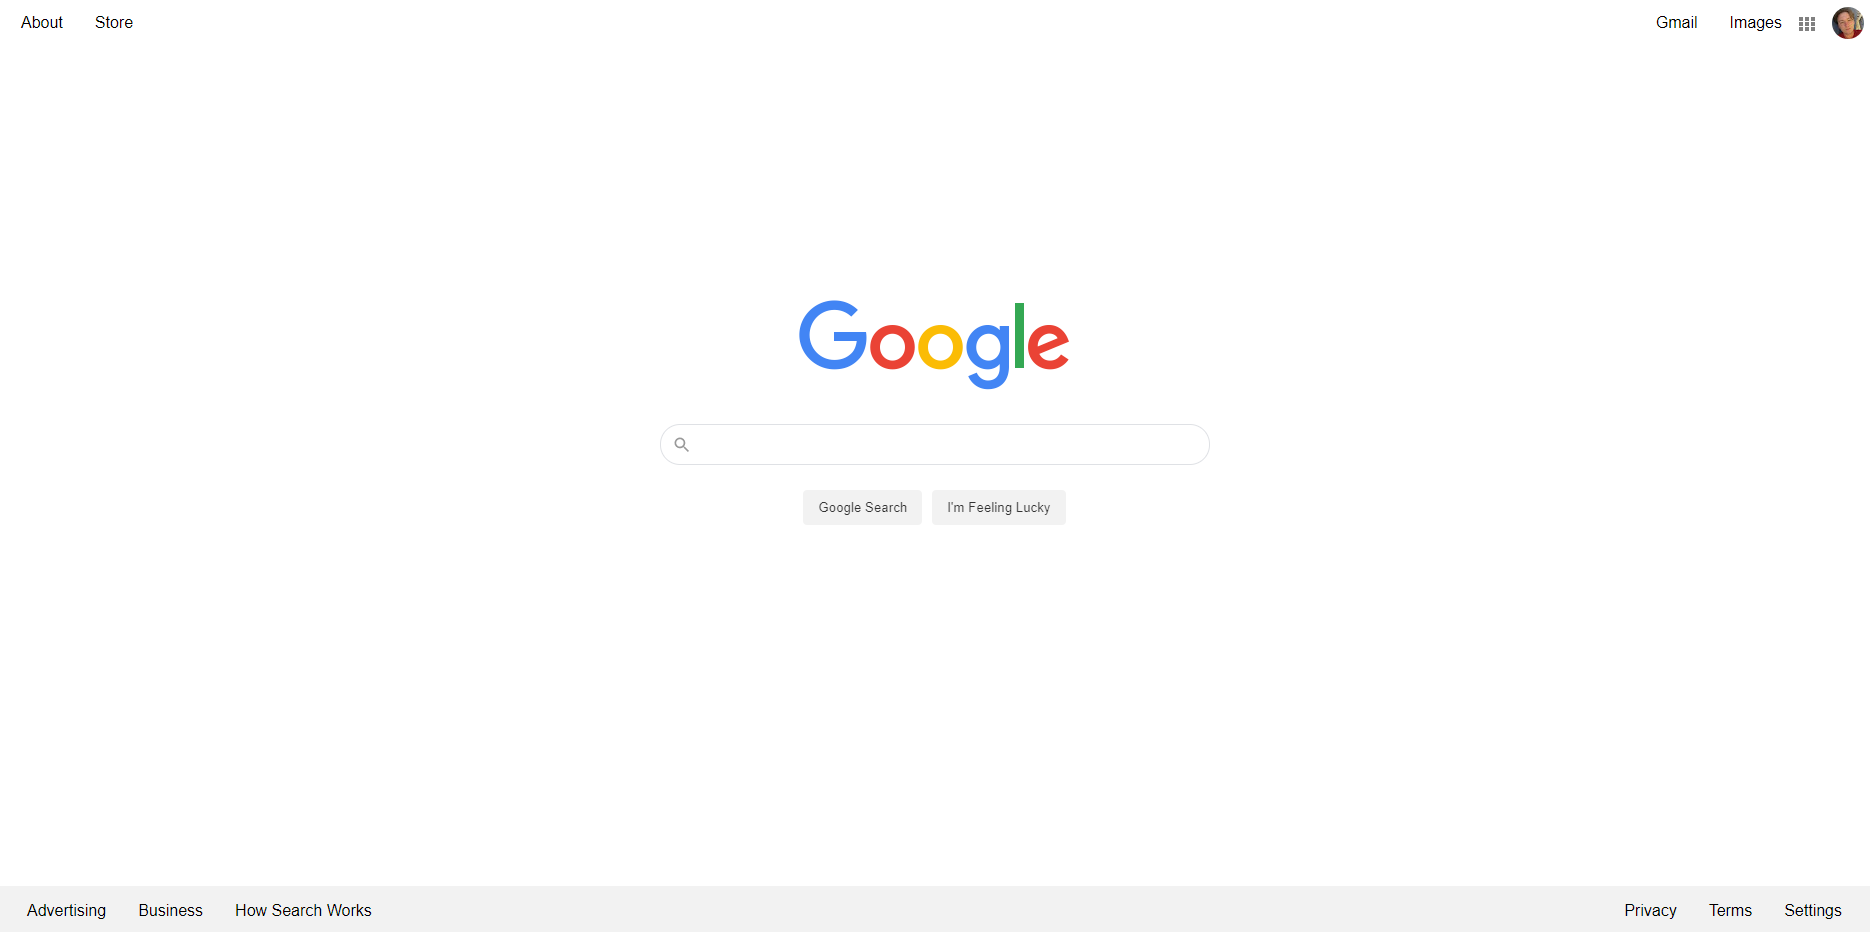 About Store Gmail Images
Google
Google Search I'm Feeling Lucky
Advertising Business How Search Works Privacy Terms Settings